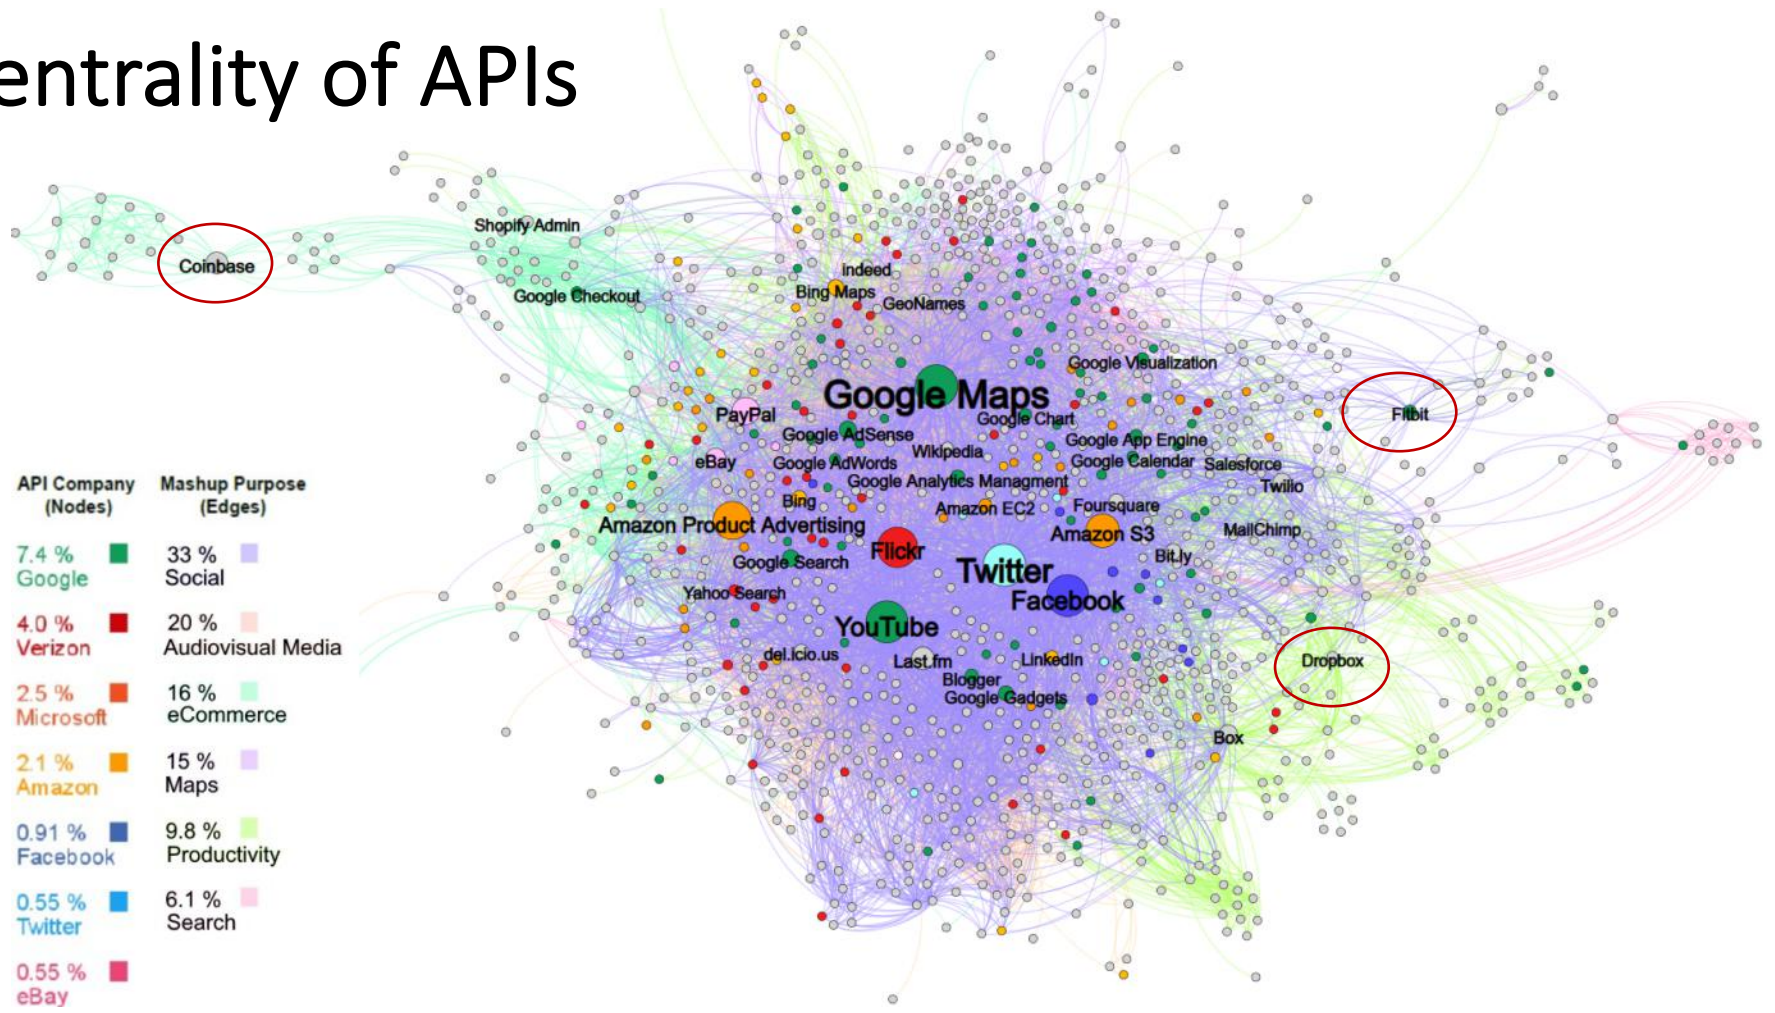 entrality of APIs
Shopify Admin
Coinbase
Google Checkout
Indeed
Bing Maps
GeoNames
Google Visualization
Google Maps
PayPal
Google Chart
Fitbit
Google AdSense
Google App Engine
Wikipedia
eBay
Google AdWords
Google Calendar
Salesforce
Google Analytics Managment
Twilio
Bing
Amazon EC2
Foursquare
Amazon Product Advertising
Amazon S3
MailChimp
Flickr
Google Search
Twitter
Bit.ly
Yahoo Search
Facebook
YouTube
del.icio.us
Last.fm
LinkedIn
Dropbox
Blogger
Google Gadgets
Box
API Company
(Nodes)
7.4 %
Google
4.0 %
Verizon
2.5 %
Microsoft
2.1 %
Amazon
0.91 %
Facebook
0.55 %
Twitter
0.55 %
eBay
Mashup Purpose
(Edges)
33 %
Social
20 %
Audiovisual Media
16 %
eCommerce
15 %
Maps
9.8 %
Productivity
6.1 %
Search